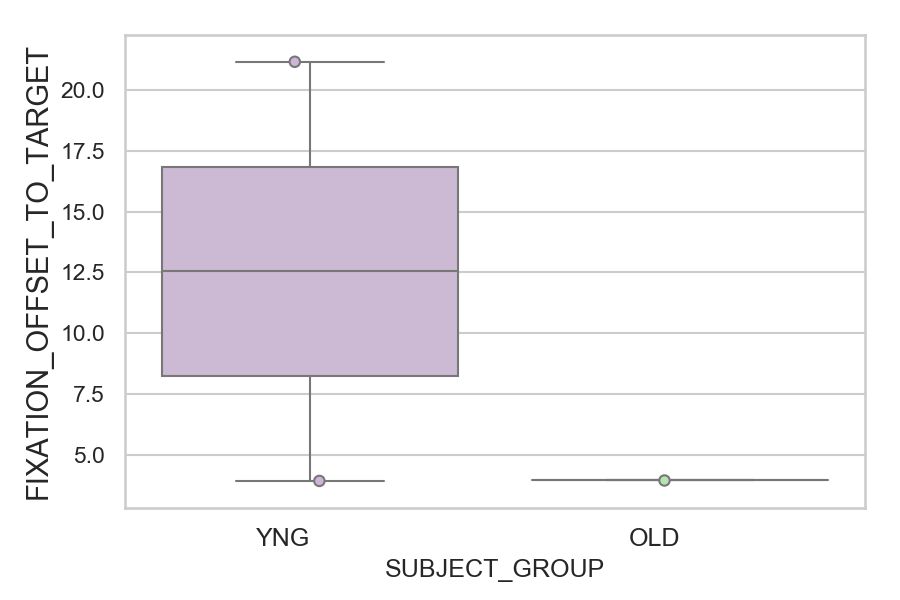 FIXATION_OFFSET_TO_TARGET
20.0
17.5
15.0
12.5
10.0
7.5
5.0
YNG
OLD
SUBJECT_GROUP